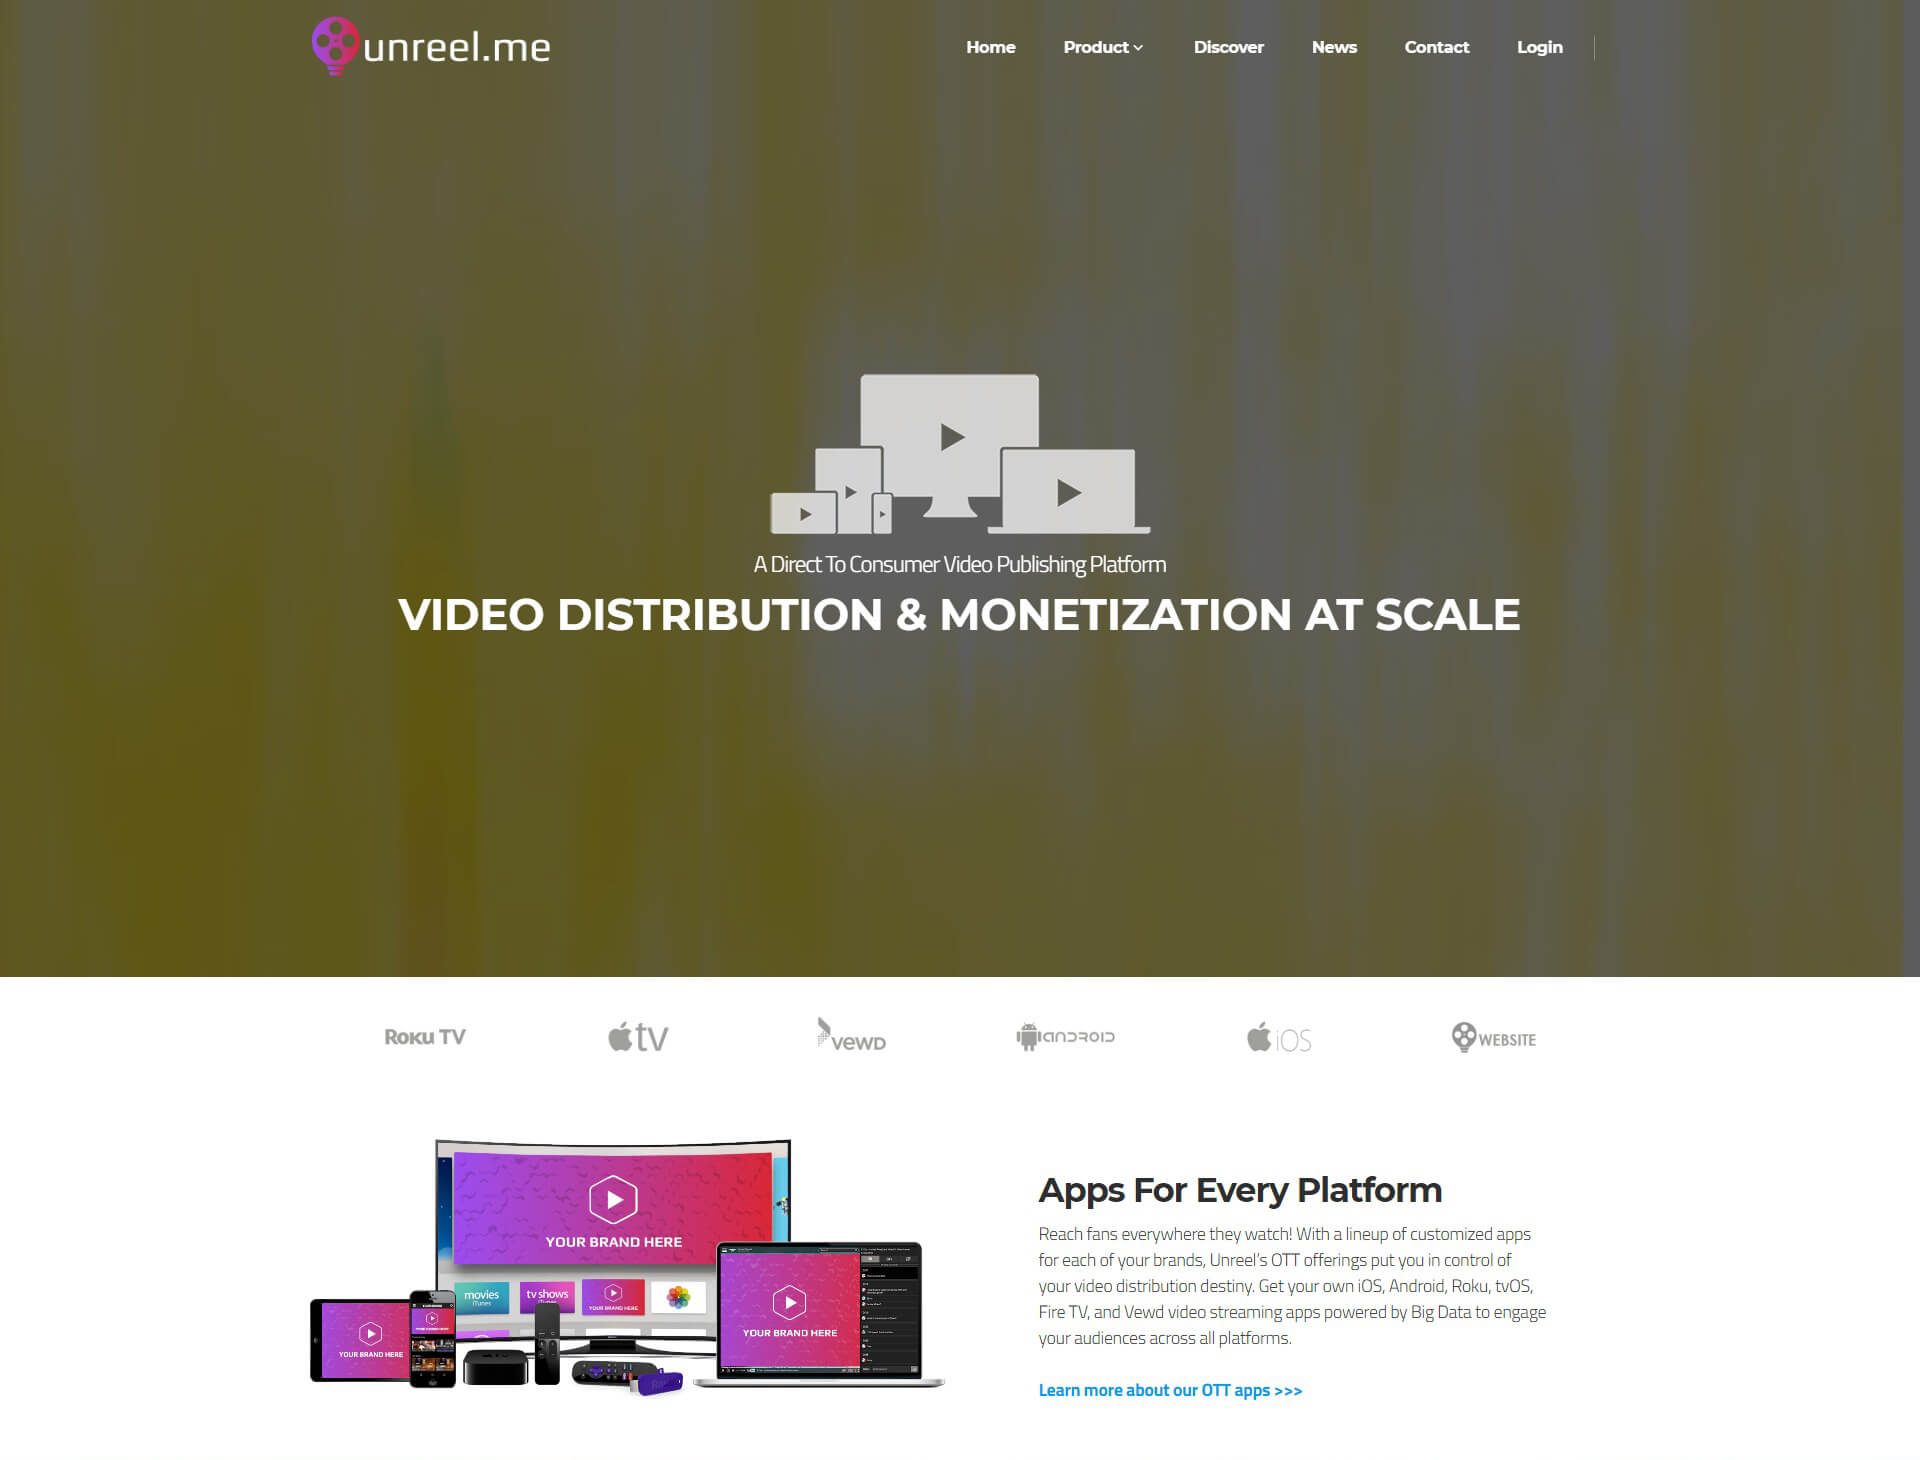 unreel.me
Home Product Discover News Contact Login
A Direct To Consumer Video Publishing Platform
VIDEO DISTRIBUTION & MONETIZATION AT SCALE
Roku TV
tv
vewd
android
iOS
WEBSITE
YOUR BRAND HERE
movies
iTunes
tv shows
iTunes
YOUR BRAND HERE
YOUR BRAND HERE
YOUR BRAND HERE
Apps For Every Platform
Reach fans everywhere they watch! With a lineup of customized apps
for each of your brands, Unreel's OTT offerings put you in control of
your video distribution destiny. Get your own iOS, Android, Roku, tvOS,
Fire TV, and Vewd video streaming apps powered by Big Data to engage
your audiences across all platforms.
Learn more about our OTT apps >>>